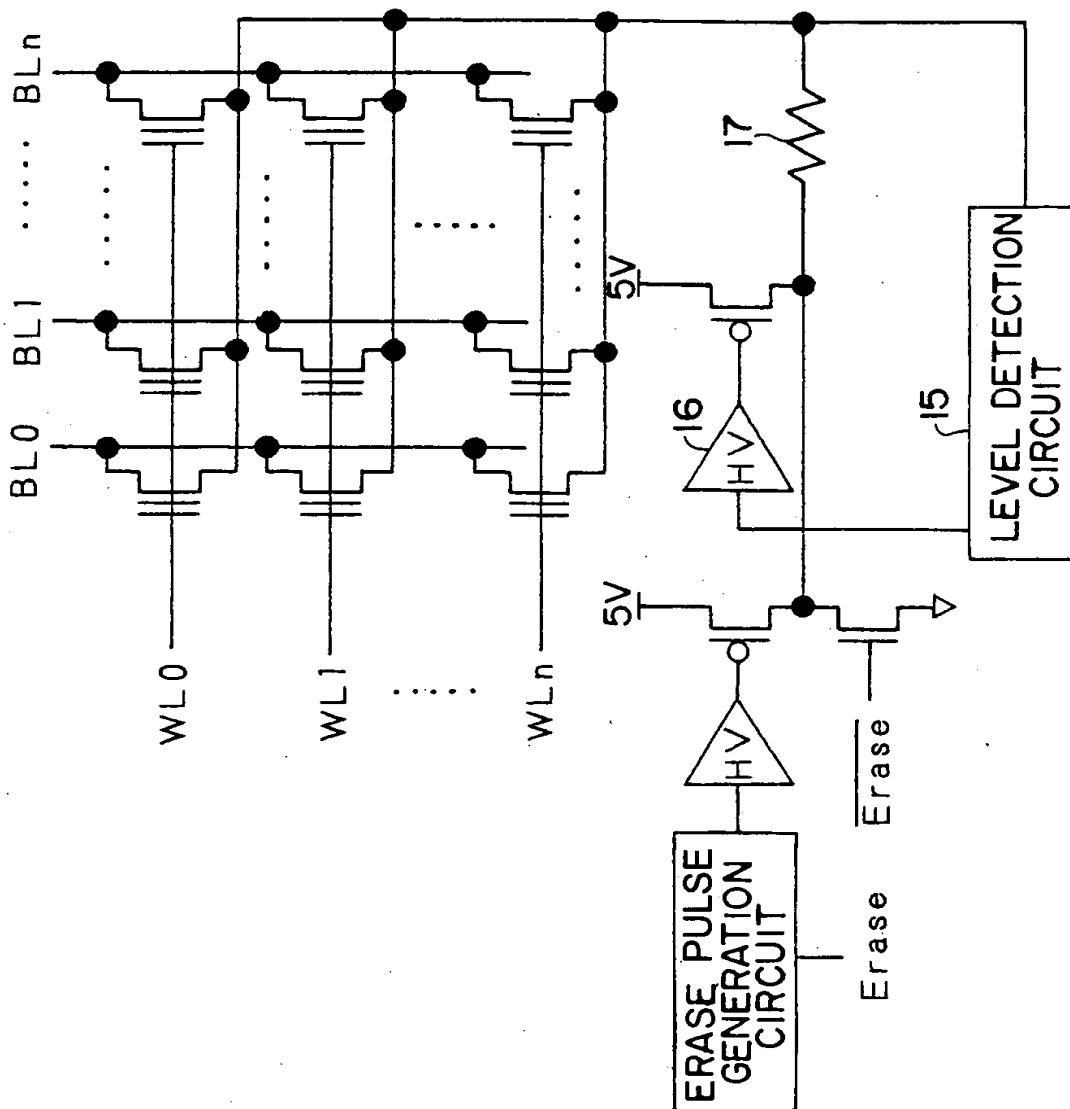 BL0 BL1 ..... BLn
WL0
WL1
.....
WLn
5V
17
5V
16
HV
HV
15
LEVEL DETECTION
CIRCUIT
ERASE PULSE
GENERATION
CIRCUIT
Erase
Erase